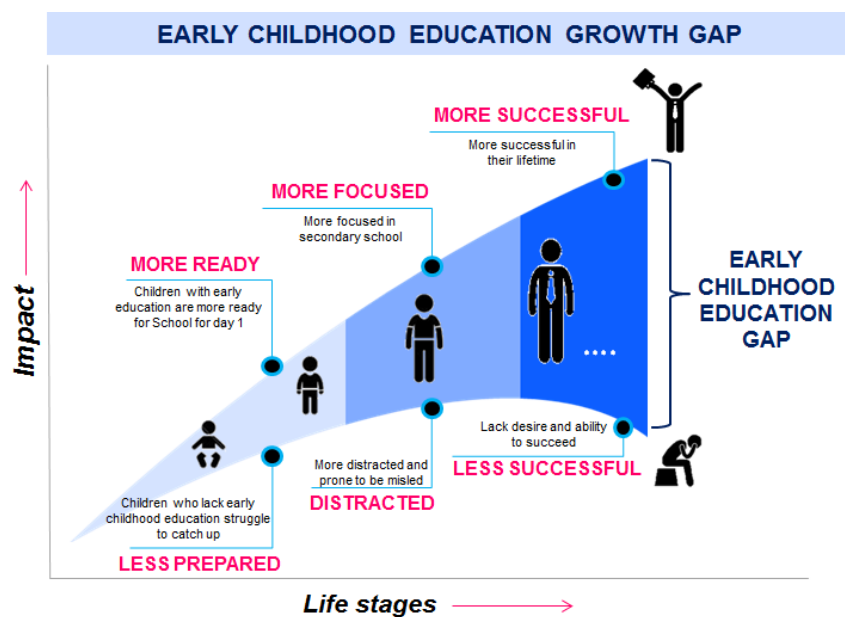 EARLY CHILDHOOD EDUCATION GROWTH GAP
MORE SUCCESSFUL
More successful in
their lifetime
MORE FOCUSED
More focused in
secondary school
MORE READY
Children with early
education are more ready
for School for day 1
Impact
EARLY
CHILDHOOD
EDUCATION
GAP
....
Lack desire and ability
to succeed
LESS SUCCESSFUL
More distracted and
prone to be misled
DISTRACTED
Children who lack early
childhood education struggle
to catch up
LESS PREPARED
Life stages